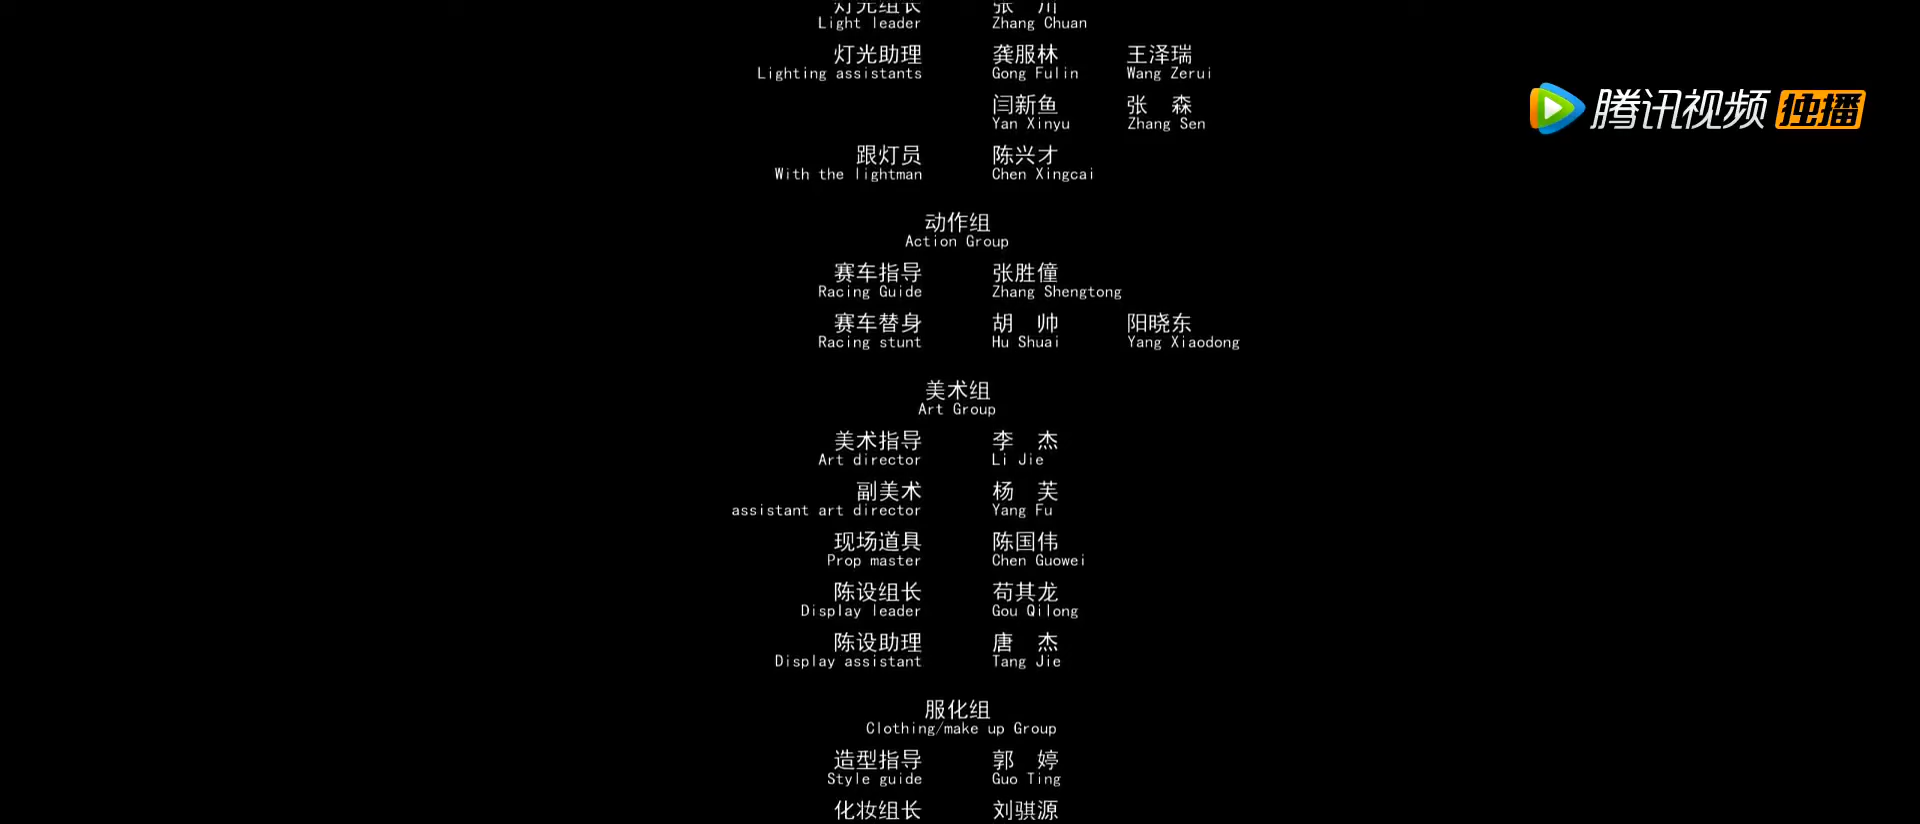 灯光组长 张 川
Light leader Zhang Chuan
灯光助理 龚服林 王泽瑞
Lighting assistants Gong Fulin Wang Zerui
闫新鱼 张 森
Yan Xinyu Zhang Sen
腾讯视频 独播
跟灯员 陈兴才
With the lightman Chen Xingcai
动作组
Action Group
赛车指导 张胜僮
Racing Guide Zhang Shengtong
赛车替身 胡 帅 阳晓东
Racing stunt Hu Shuai Yang Xiaodong
美术组
Art Group
美术指导 李 杰
Art director Li Jie
副美术 杨 芙
assistant art director Yang Fu
现场道具 陈国伟
Prop master Chen Guowei
陈设组长 苟其龙
Display leader Gou Qilong
陈设助理 唐 杰
Display assistant Tang Jie
服化组
Clothing/make up Group
造型指导 郭 婷
Style guide Guo Ting
化妆组长 刘骐源